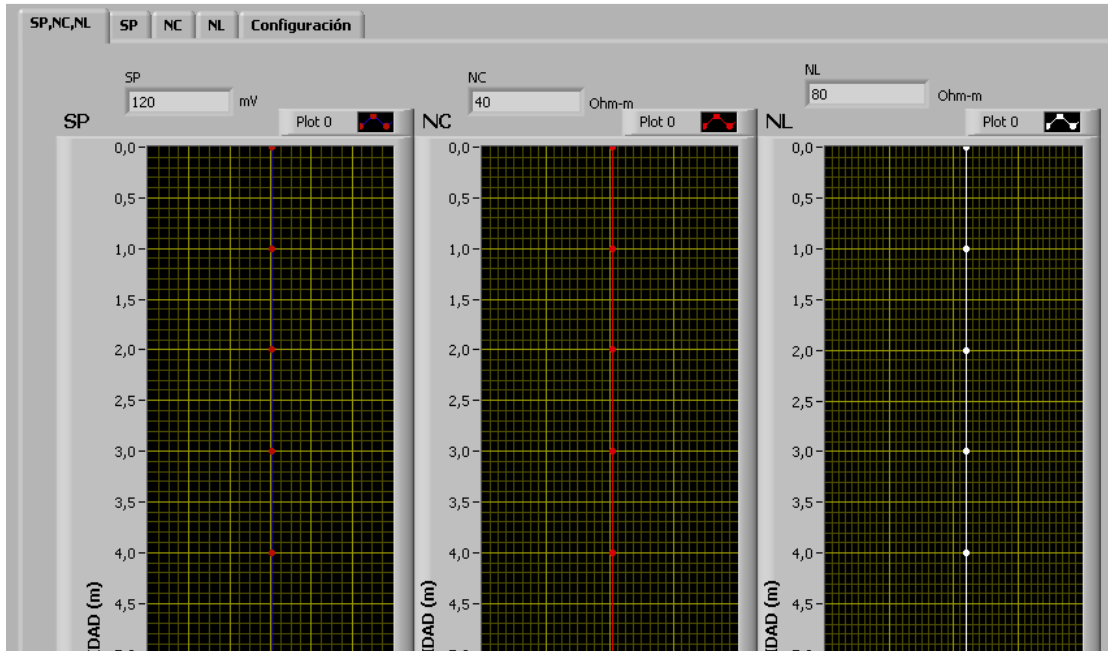 SP,NC,NL SP NC NL Configuración
SP
120 mV
NC
40 Ohm-m
NL
80 Ohm-m
SP Plot 0
0,0
0,5
1,0
1,5
2,0
2,5
3,0
3,5
4,0
4,5
IDAD (m)
NC Plot 0
0,0
0,5
1,0
1,5
2,0
2,5
3,0
3,5
4,0
4,5
IDAD (m)
NL Plot 0
0,0
0,5
1,0
1,5
2,0
2,5
3,0
3,5
4,0
4,5
IDAD (m)